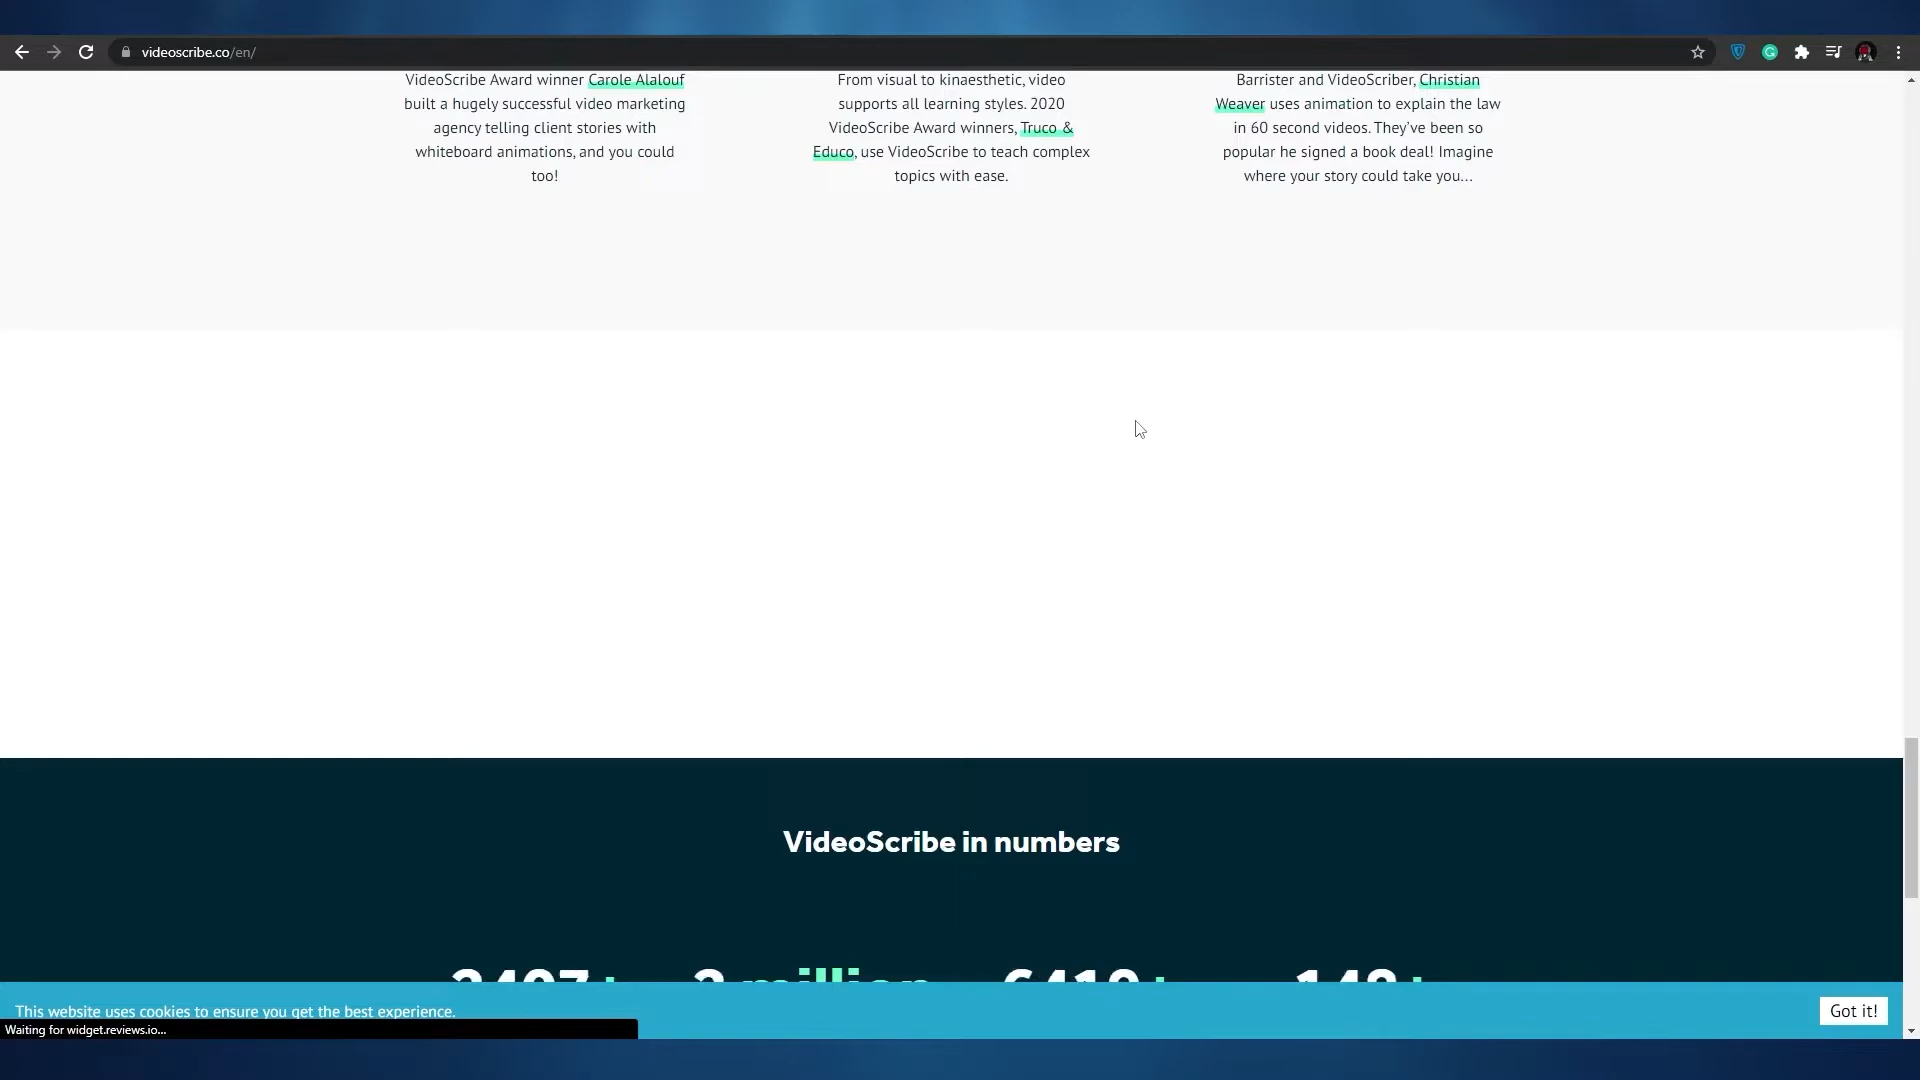 videoscribe.co/en/
VideoScribe Award winner Carole Alalouf
built a hugely successful video marketing
agency telling client stories with
whiteboard animations, and you could
too!
From visual to kinaesthetic, video
supports all learning styles. 2020
VideoScribe Award winners, Truco &
Educo, use VideoScribe to teach complex
topics with ease.
Barrister and VideoScriber, Christian
Weaver uses animation to explain the law
in 60 second videos. They've been so
popular he signed a book deal! Imagine
where your story could take you...
VideoScribe in numbers
million
This website uses cookies to ensure you get the best experience.
Got it!
Waiting for widget.reviews.io...